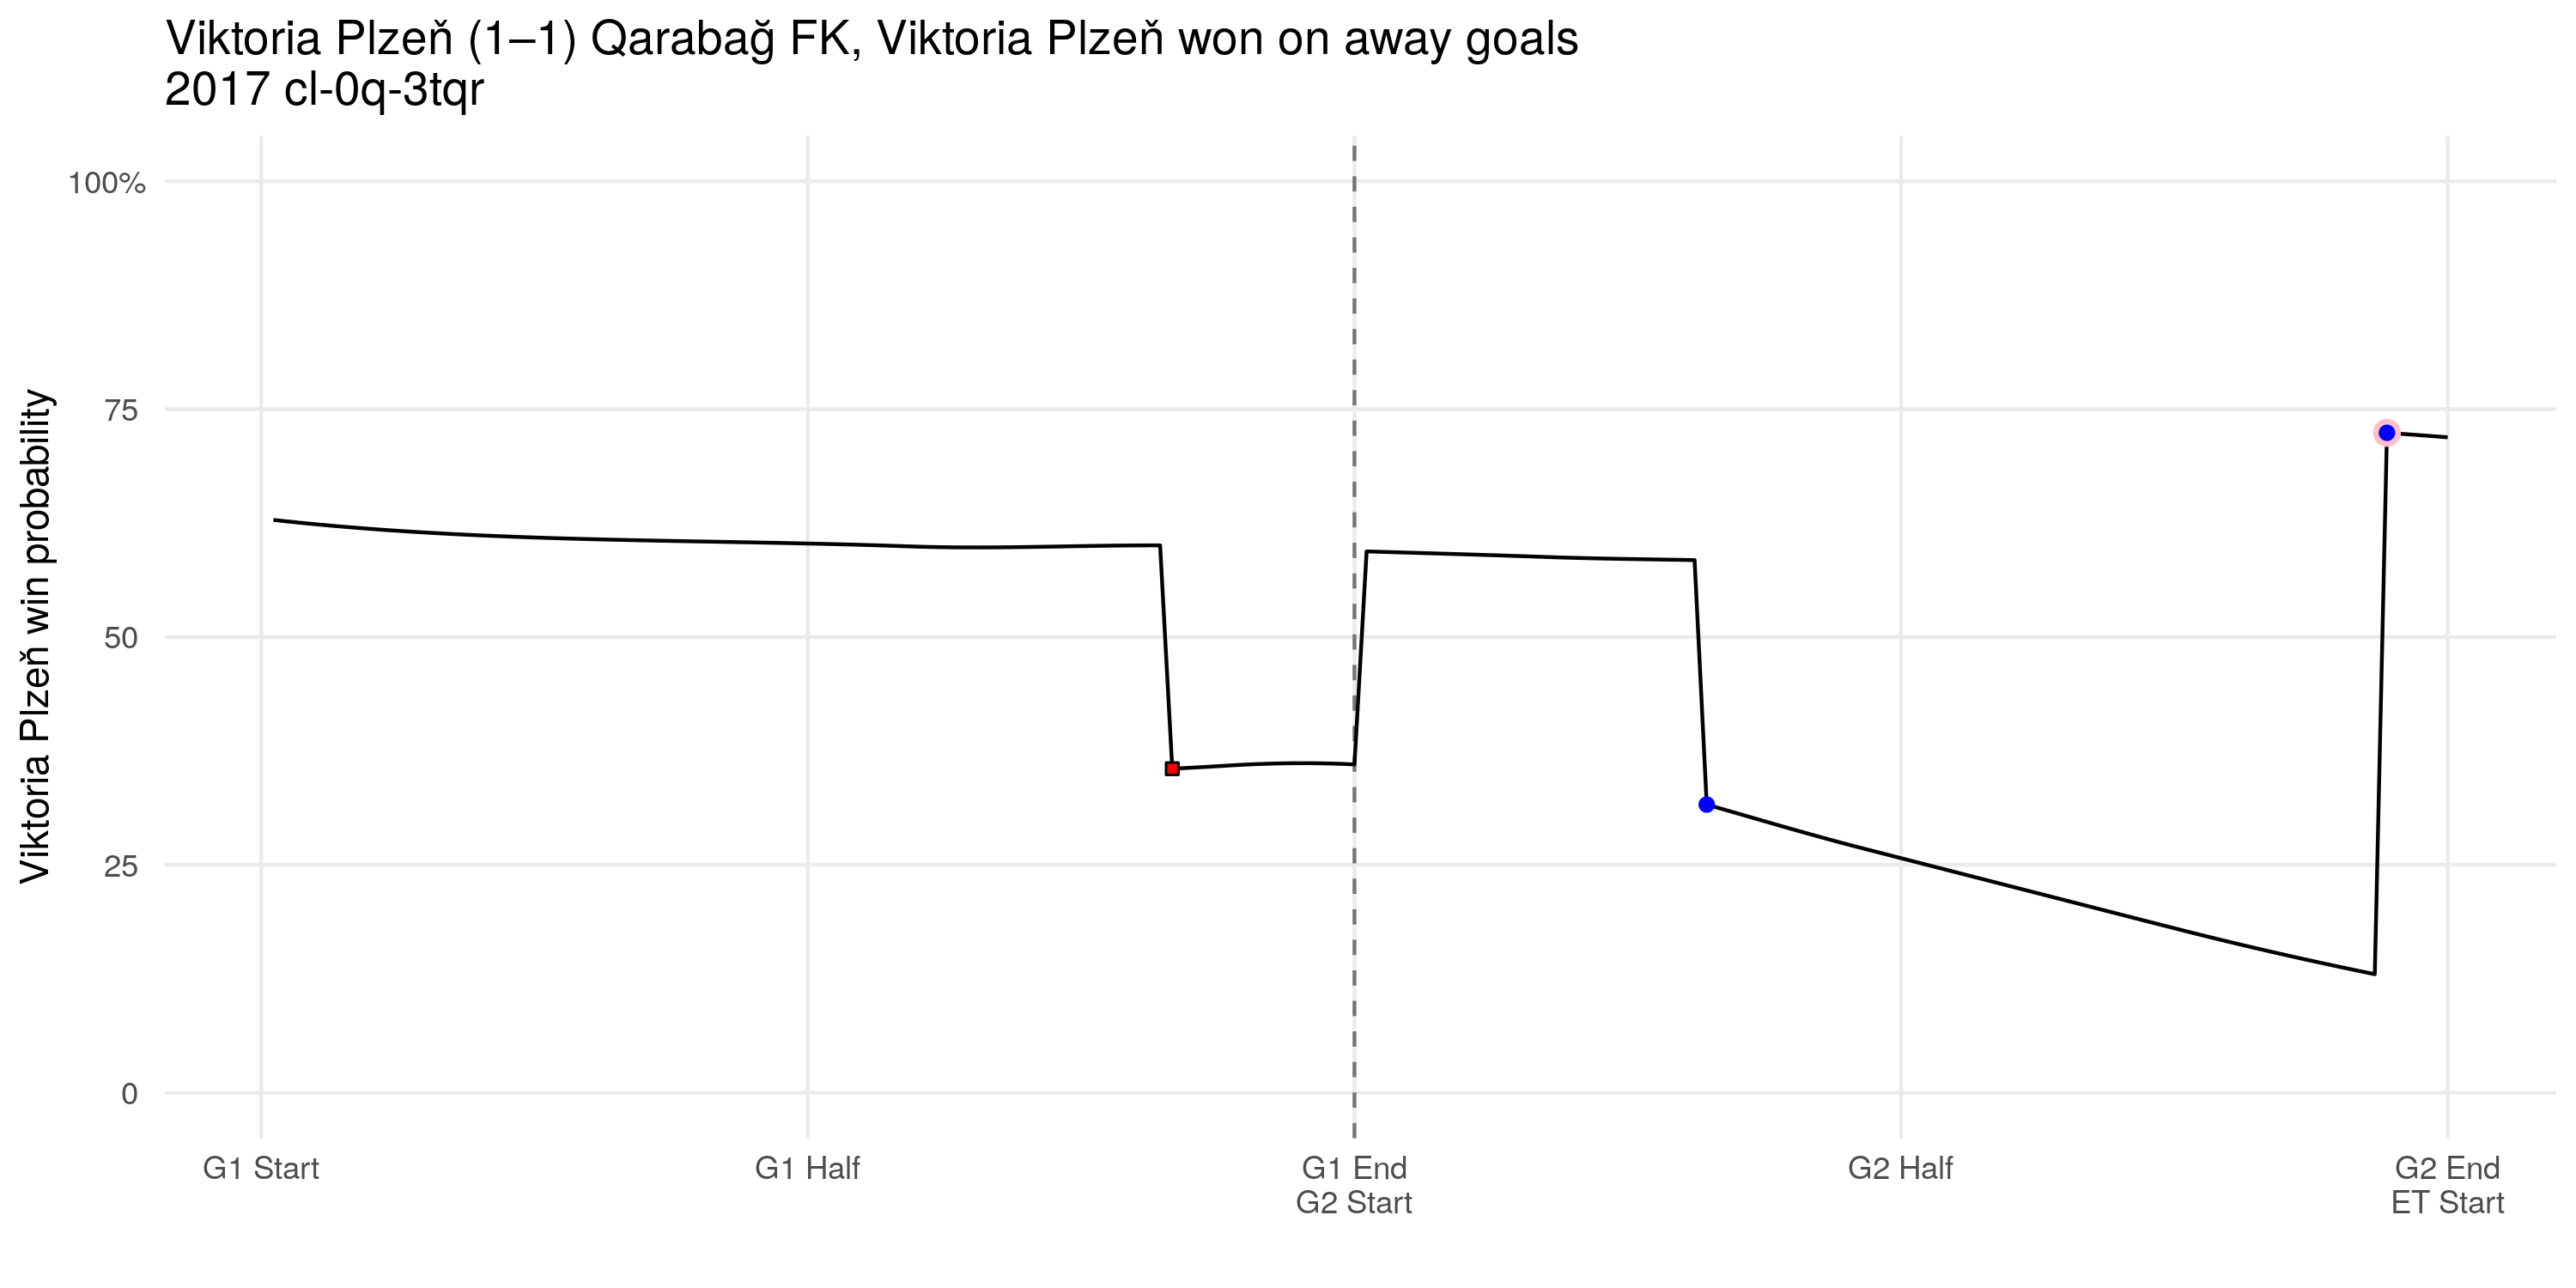 Viktoria Plzeň (1–1) Qarabağ FK, Viktoria Plzeň won on away goals
2017 cl-0q-3tqr
Viktoria Plzeň win probability
100%
75
50
25
0
G1 Start
G1 Half
G1 End
G2 Start
G2 Half
G2 End
ET Start